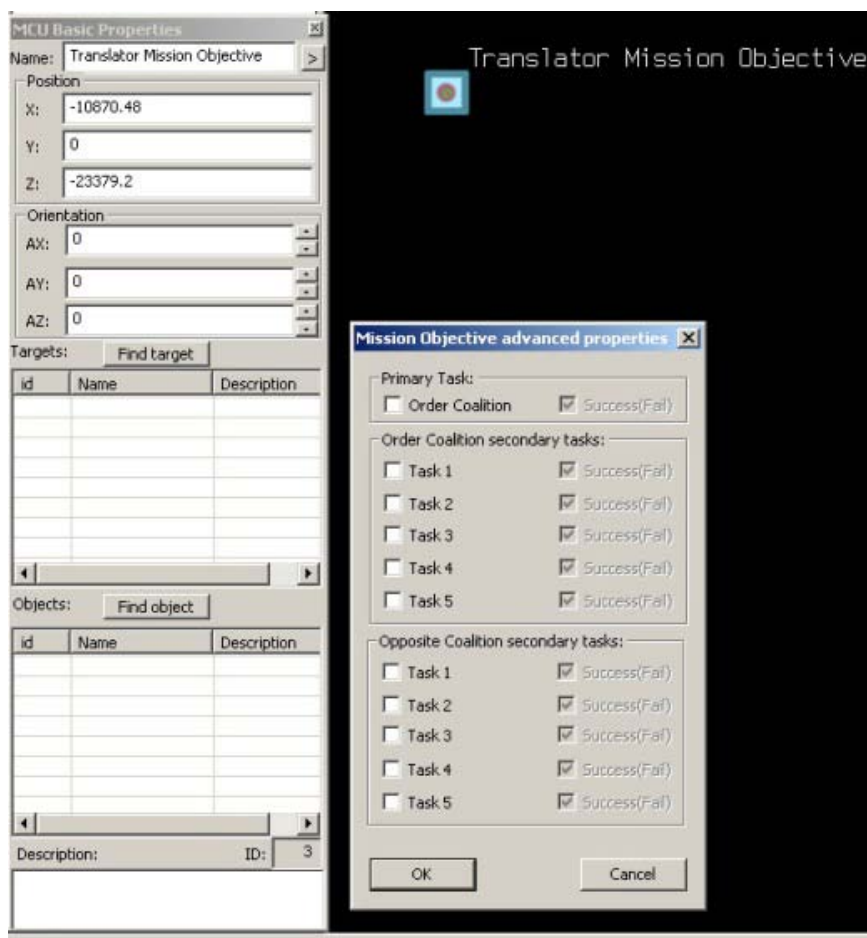 MCU Basic Properties
Name: Translator Mission Objective >
Position
X: -10870.48
Y: 0
Z: -23379.2
Orientation
AX: 0
AY: 0
AZ: 0
Targets: Find target
id Name Description
Objects: Find object
id Name Description
Description: ID: 3
Translator Mission Objective
Mission Objective advanced properties
Primary Task:
Order Coalition Success(Fail)
Order Coalition secondary tasks:
Task 1 Success(Fail)
Task 2 Success(Fail)
Task 3 Success(Fail)
Task 4 Success(Fail)
Task 5 Success(Fail)
Opposite Coalition secondary tasks:
Task 1 Success(Fail)
Task 2 Success(Fail)
Task 3 Success(Fail)
Task 4 Success(Fail)
Task 5 Success(Fail)
OK Cancel